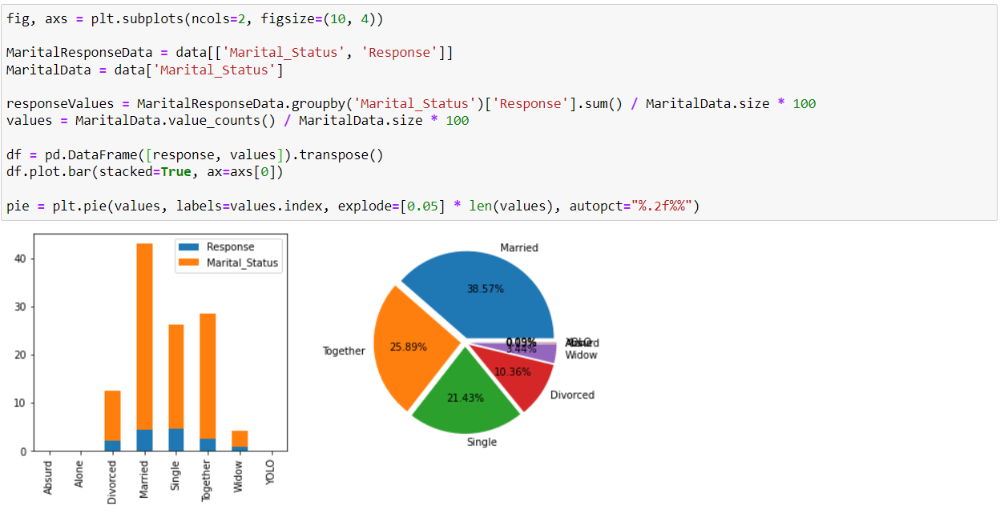 fig, axs = plt.subplots(ncols=2, figsize=(10, 4))
MaritalResponseData = data[['Marital_Status', 'Response']]
MaritalData = data['Marital_Status']
responseValues = MaritalResponseData.groupby('Marital_Status')['Response'].sum() / MaritalData.size * 100
values = MaritalData.value_counts() / MaritalData.size * 100
df = pd.DataFrame([response, values]).transpose()
df.plot.bar(stacked=True, ax=axs[0])
pie = plt.pie(values, labels=values.index, explode=[0.05] * len(values), autopct="%.2f%%")
Response
Marital_Status
40
30
20
10
0
Absurd
Alone
Divorced
Married
Single
Together
Widow
YOLO
Married
38.57%
Together
25.89%
3.44%
Widow
10.36%
Divorced
21.43%
Single